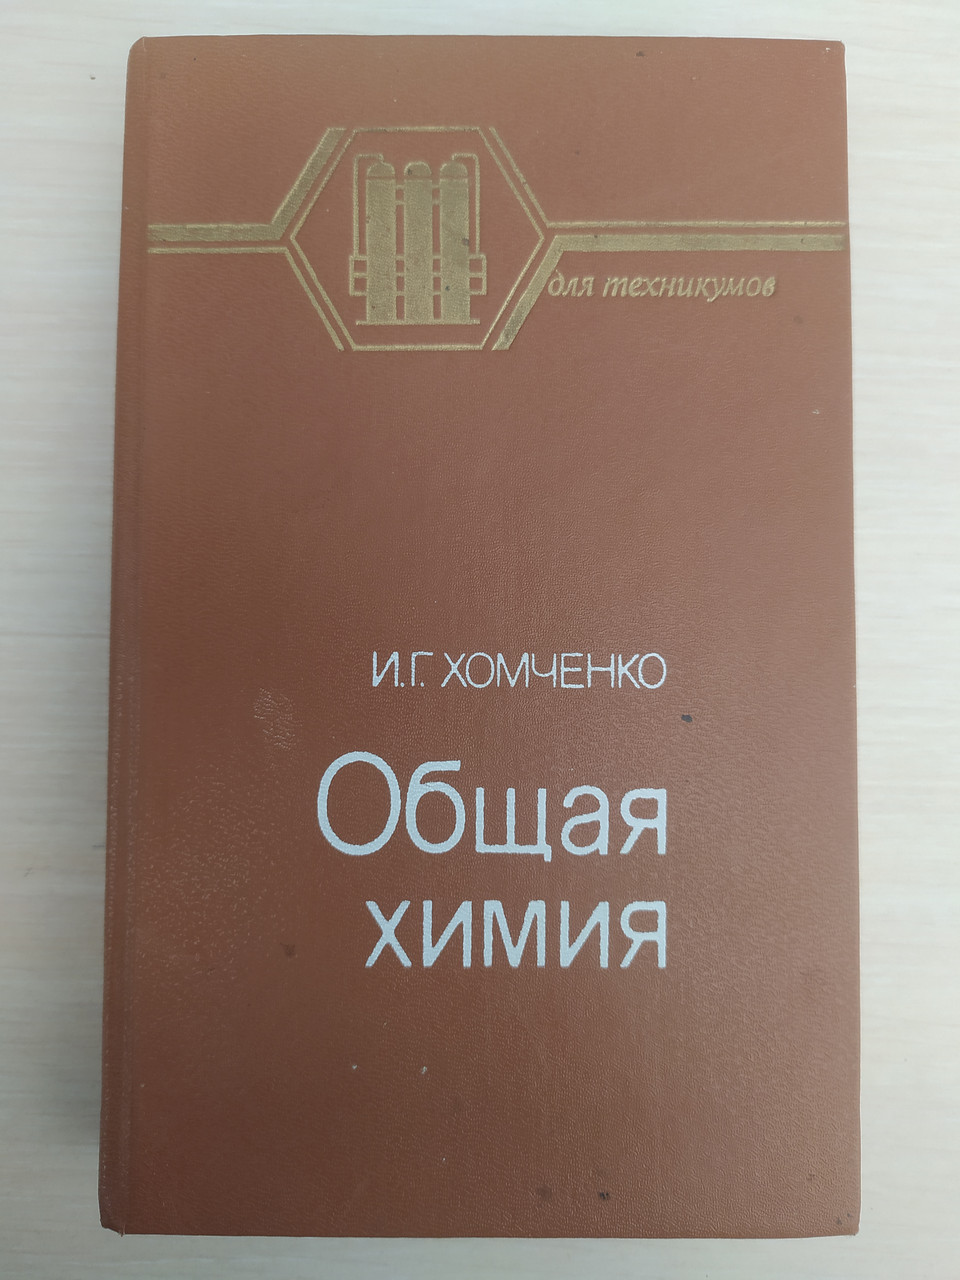 для техникумов
И.Г. ХОМЧЕНКО
Общая
химия